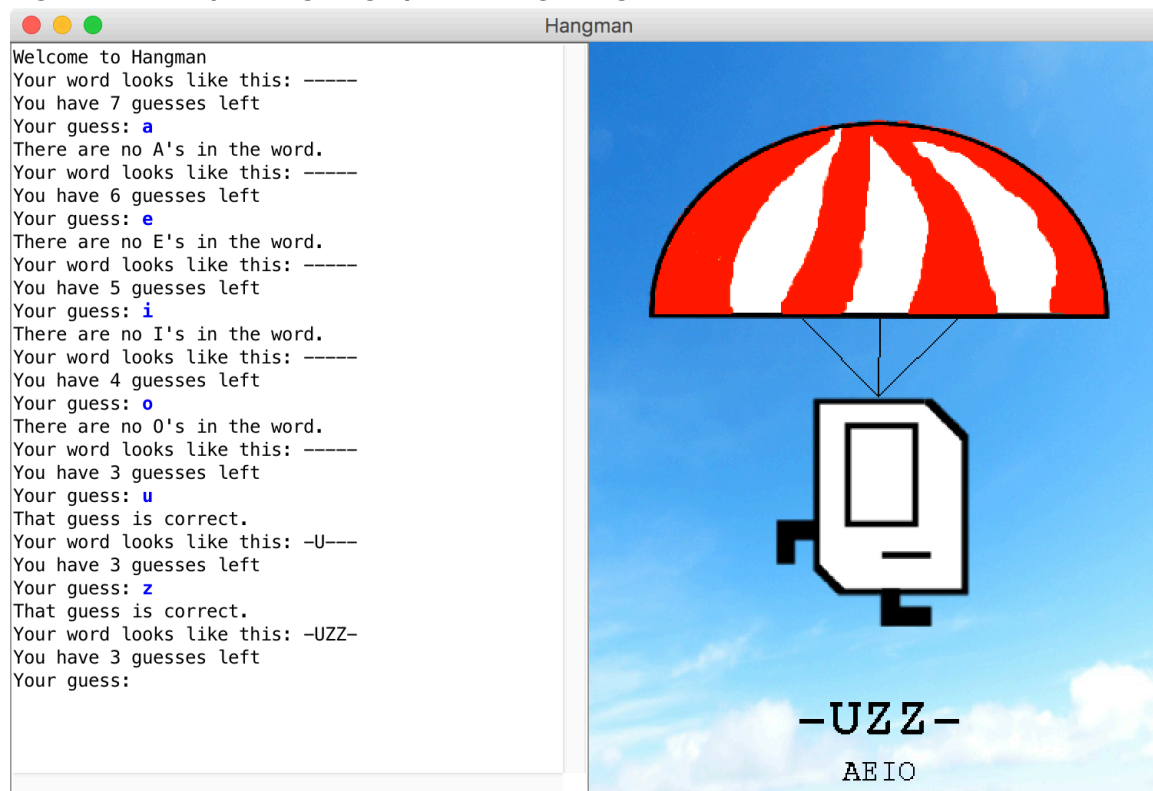 Hangman
Welcome to Hangman
Your word looks like this: -----
You have 7 guesses left
Your guess: a
There are no A's in the word.
Your word looks like this: -----
You have 6 guesses left
Your guess: e
There are no E's in the word.
Your word looks like this: -----
You have 5 guesses left
Your guess: i
There are no I's in the word.
Your word looks like this: -----
You have 4 guesses left
Your guess: o
There are no O's in the word.
Your word looks like this: -----
You have 3 guesses left
Your guess: u
That guess is correct.
Your word looks like this: -U---
You have 3 guesses left
Your guess: z
That guess is correct.
Your word looks like this: -UZZ-
You have 3 guesses left
Your guess:
-UZZ-
AEIO